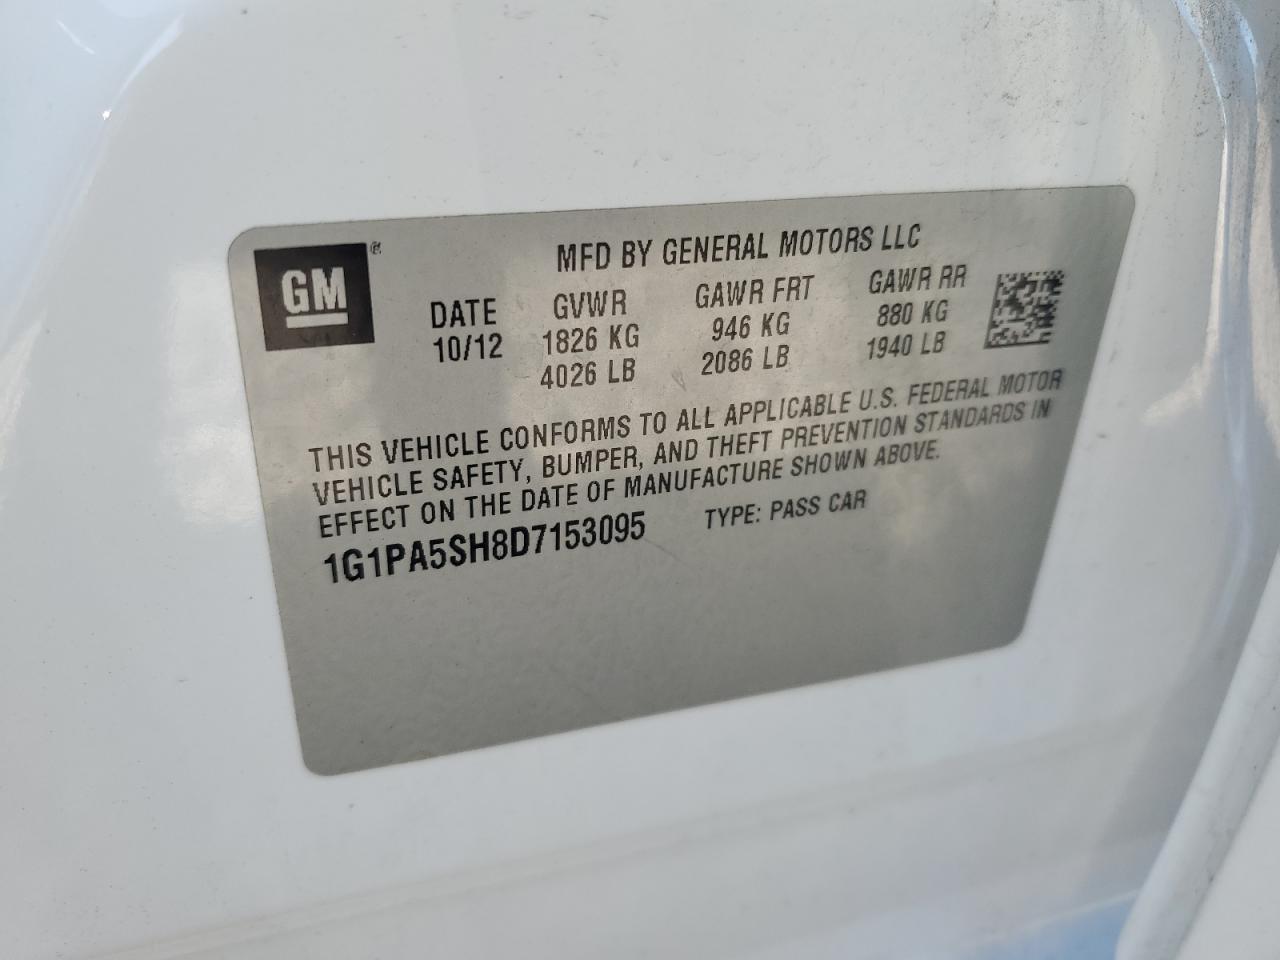 GM ®
MFD BY GENERAL MOTORS LLC
DATE GVWR GAWR FRT GAWR RR
10/12 1826 KG 946 KG 880 KG
4026 LB 2086 LB 1940 LB
THIS VEHICLE CONFORMS TO ALL APPLICABLE U.S. FEDERAL MOTOR
VEHICLE SAFETY, BUMPER, AND THEFT PREVENTION STANDARDS IN
EFFECT ON THE DATE OF MANUFACTURE SHOWN ABOVE.
1G1PA5SH8D7153095 TYPE: PASS CAR